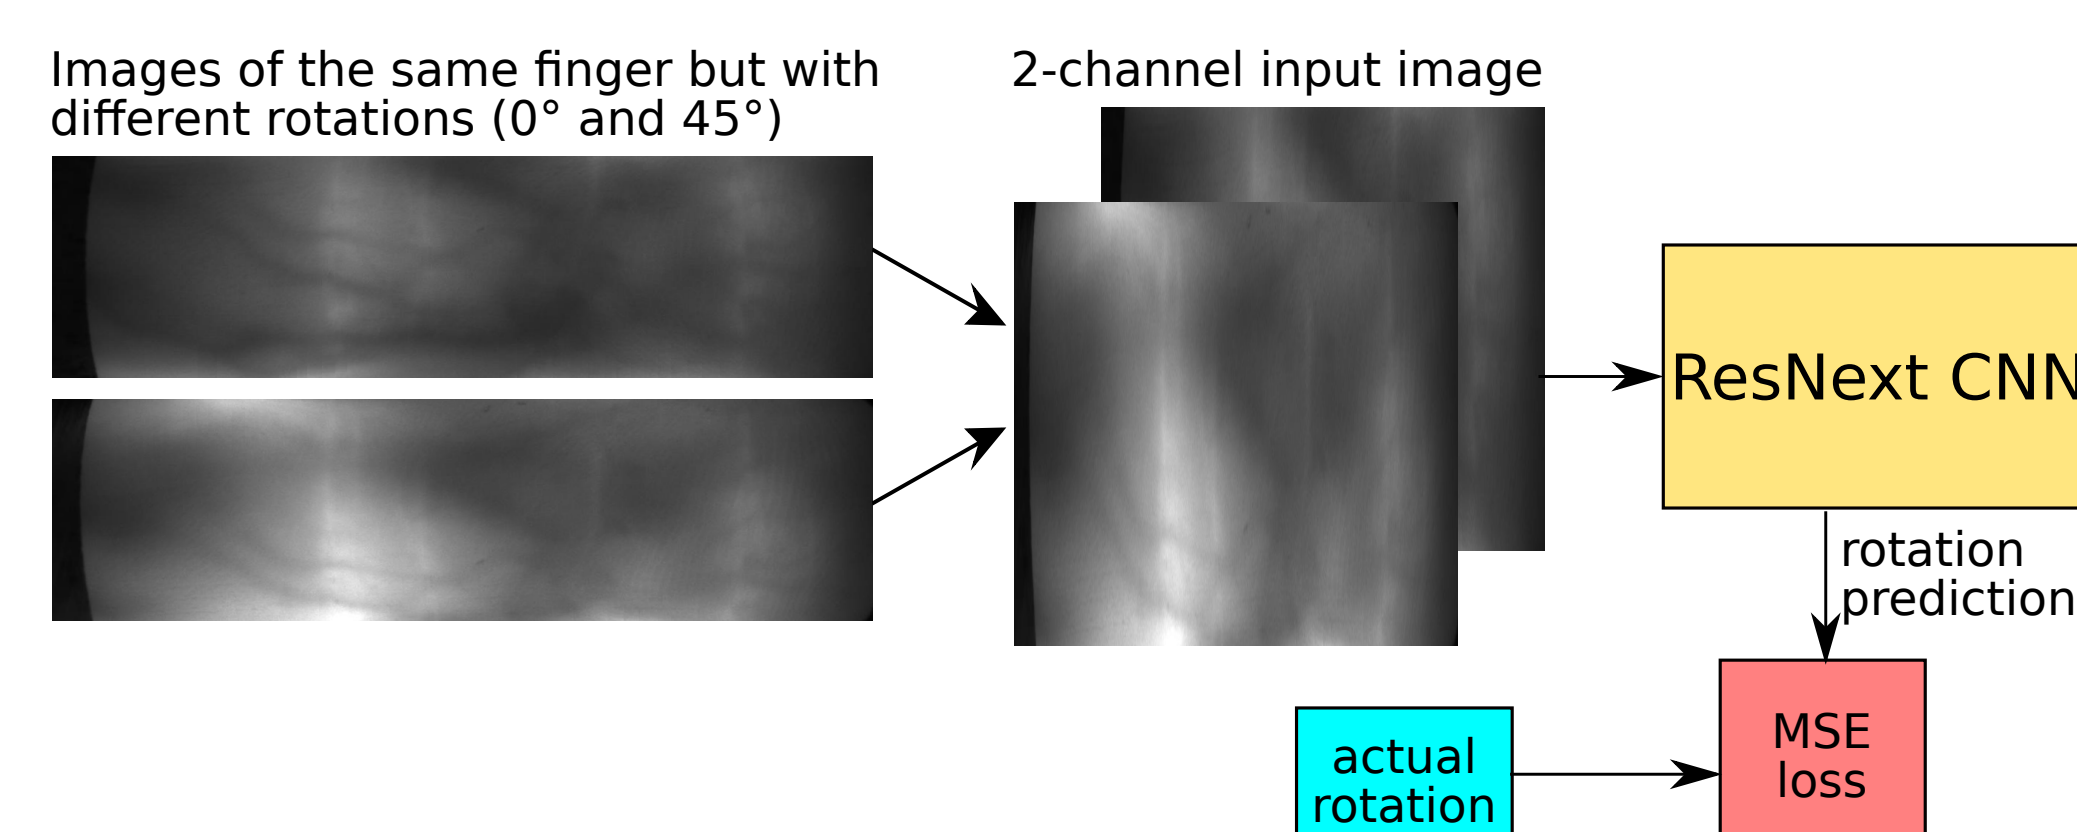 Images of the same finger but with
different rotations (0° and 45°)
2-channel input image
ResNext CNN
rotation
prediction
MSE
loss
actual
rotation